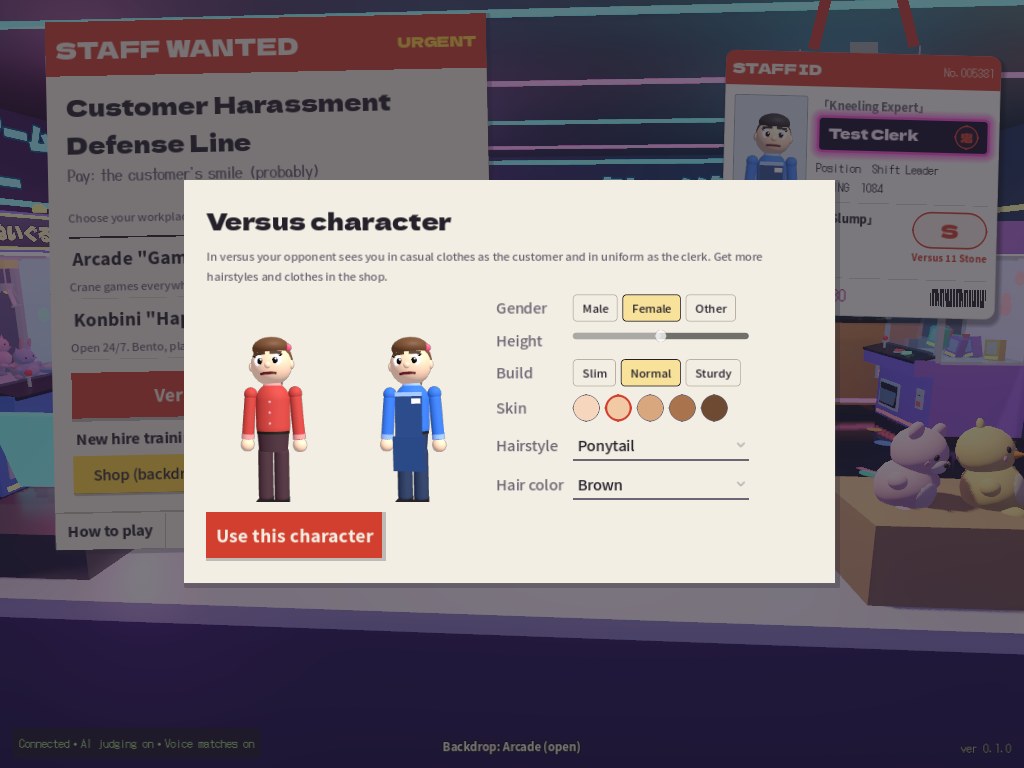 STAFF WANTED
URGENT
Customer Harassment
Defense Line
Pay: the customer's smile (probably)
Choose your workplac
Arcade "Gam
Crane games everywh
Konbini "Hap
Open 24/7. Bento, pla
Ver
New hire traini
Shop (backdr
How to play
STAFF ID
No. 005381
「Kneeling Expert」
Test Clerk
Position Shift Leader
NG 1084
Slump」
S
Versus 11 Stone
Versus character
In versus your opponent sees you in casual clothes as the customer and in uniform as the clerk. Get more
hairstyles and clothes in the shop.
Gender
Male
Female
Other
Height
Build
Slim
Normal
Sturdy
Skin
Hairstyle
Ponytail
Hair color
Brown
Use this character
Connected • AI judging on • Voice matches on
Backdrop: Arcade (open)
ver 0.1.0